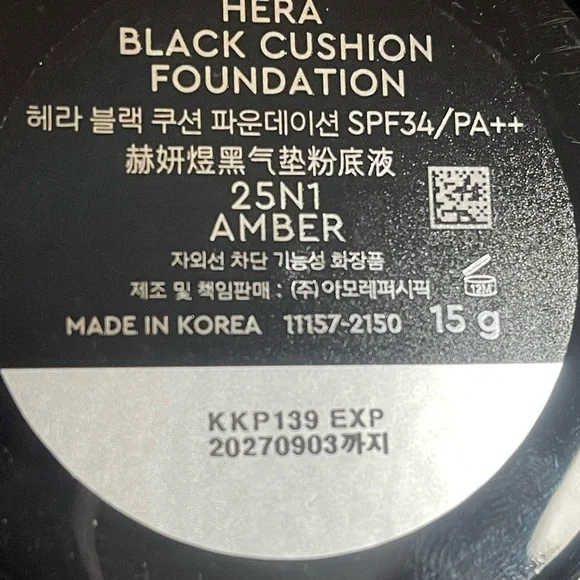 HERA
BLACK CUSHION
FOUNDATION
헤라 블랙 쿠션 파운데이션 SPF34/PA++
赫妍煜黑气垫粉底液
25N1
AMBER
자외선 차단 기능성 화장품
제조 및 책임판매 : (주)아모레퍼시픽
12M
MADE IN KOREA 11157-2150 15 g
KKP139 EXP
20270903까지